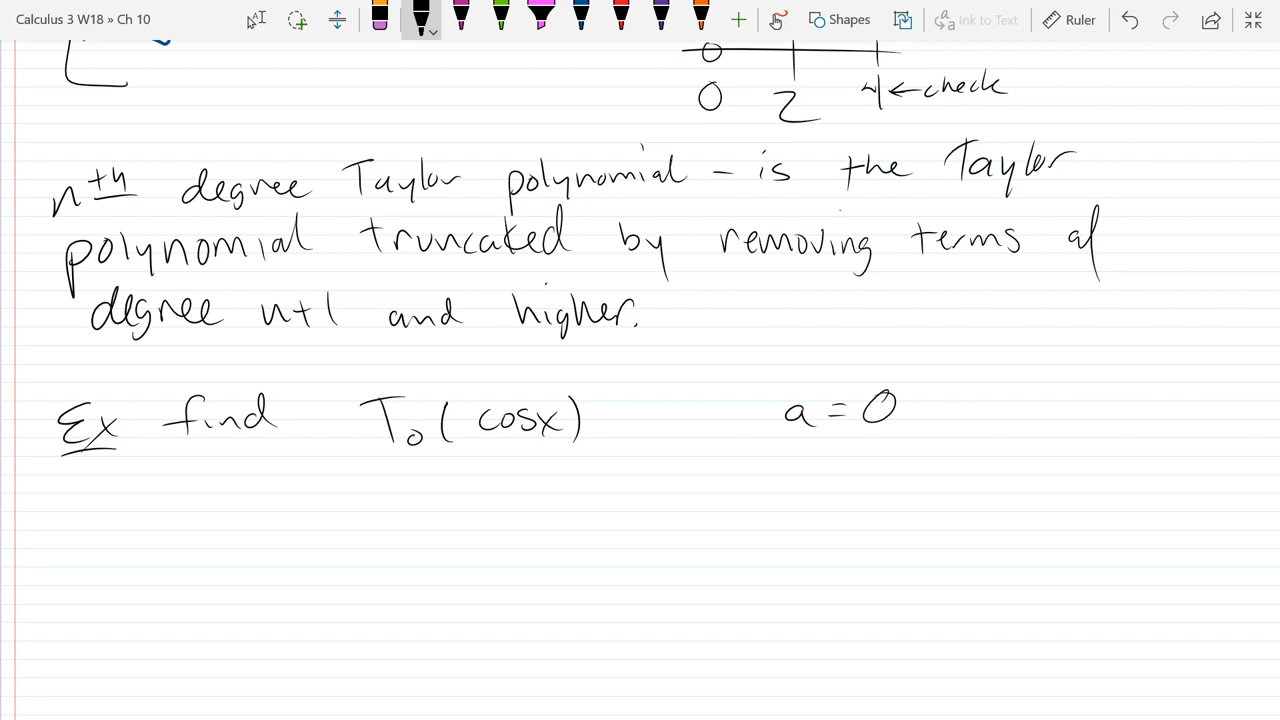 Calculus 3 W18 » Ch 10
Shapes
Ink to Text
Ruler
0 2 4 ← check
nth degree Taylor polynomial - is the Taylor
polynomial truncated by removing terms of
degree n+1 and higher.
Ex find T₀(cosx) a = 0